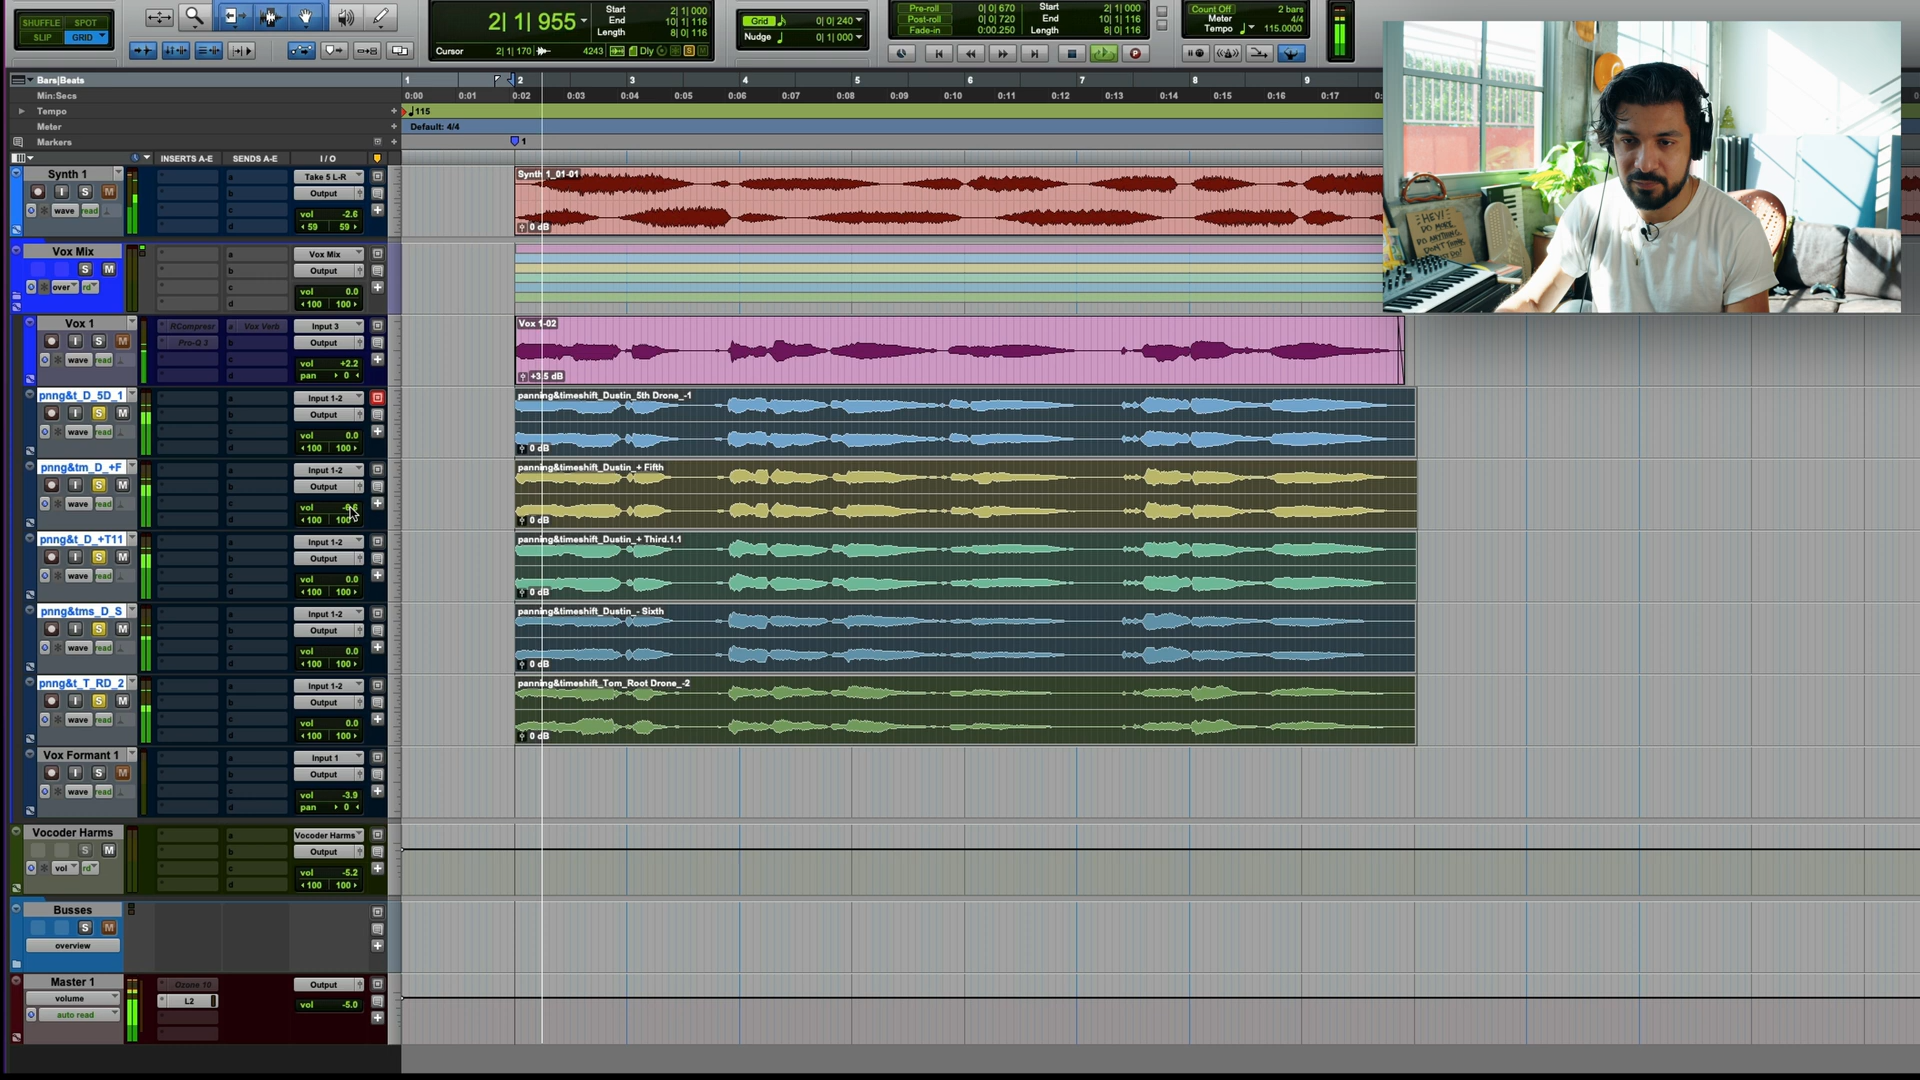 SHUFFLE SPOT
SLIP GRID
2| 1| 955
Start 2| 1| 000
End 10| 1| 116
Length 8| 0| 116
Cursor 2| 1| 170 4243 Dly S
Grid 0| 0| 240
Nudge 0| 1| 000
Pre-roll 0| 0| 670
Post-roll 0| 0| 720
Fade-in 0:00.250
Start 2| 1| 000
End 10| 1| 116
Length 8| 0| 116
Count Off 2 bars
Meter 4/4
Tempo 115.0000
Bars|Beats 1 2 3 4 5 6 7 8 9
Min:Secs 0:00 0:01 0:02 0:03 0:04 0:05 0:06 0:07 0:08 0:09 0:10 0:11 0:12 0:13 0:14 0:15 0:16 0:17
Tempo 115
Meter Default: 4/4
Markers 1
INSERTS A-E SENDS A-E I / O
Synth 1 a Take 5 L-R Synth 1_01-01
I S M b Output
wave read c vol -2.6
59 59 0 dB
Vox Mix a Vox Mix
S M b Output
over rd c vol 0.0
d 100 100
Vox 1 RCompressr a Vox Verb Input 3 Vox 1-02
I S M Pro-Q 3 b Output
wave read c vol +2.2
d pan 0 +3.5 dB
pnng&t_D_5D_1 a Input 1-2 panning&timeshift_Dustin_5th Drone_-1
I S M b Output
wave read c vol 0.0
d 100 100 0 dB
pnng&tm_D_+F a Input 1-2 panning&timeshift_Dustin_+ Fifth
I S M b Output
wave read c vol
d 100 100 0 dB
pnng&t_D_+T11 a Input 1-2 panning&timeshift_Dustin_+ Third.1.1
I S M b Output
wave read c vol 0.0
d 100 100 0 dB
pnng&tms_D_S a Input 1-2 panning&timeshift_Dustin_- Sixth
I S M b Output
wave read c vol 0.0
d 100 100 0 dB
pnng&t_T_RD_2 a Input 1-2 panning&timeshift_Tom_Root Drone_-2
I S M b Output
wave read c vol 0.0
d 100 100 0 dB
Vox Formant 1 a Input 1
I S M b Output
wave read c vol -3.9
d pan 0
Vocoder Harms a Vocoder Harms
S M b Output
vol rd c vol -5.2
d 100 100
Busses
S M
overview
Master 1 Ozone 10 Output
volume L2 vol -5.0
auto read
HEY!
DO MORE.
DO ANYTHING.
DON'T THINK.
JUST DO!